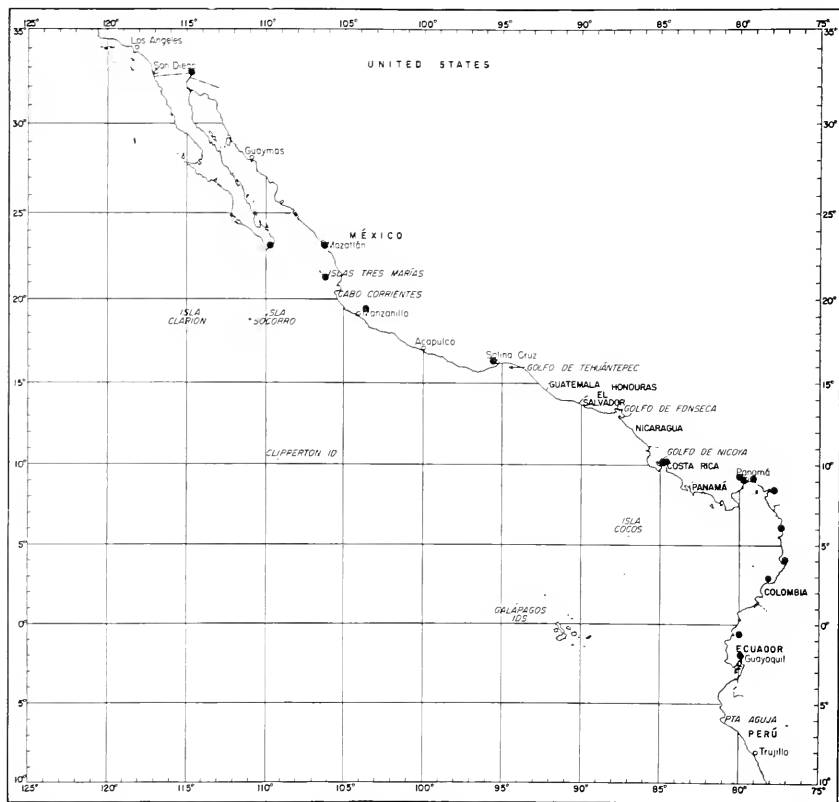 125° 120° 115° 110° 105° 100° 95° 90° 85° 80° 75°
35° 35°
Los Angeles
San Diego
UNITED STATES
30° 30°
Guaymas
25° 25°
MÉXICO
Mazatlán
ISLAS TRES MARÍAS
CABO CORRIENTES
20° 20°
ISLA
CLARION
ISLA
SOCORRO
Manzanillo
Acapulco
Salina Cruz
GOLFO DE TEHUÁNTEPEC
15° 15°
GUATEMALA HONDURAS
EL
SALVADOR
GOLFO DE FONSECA
NICARAGUA
CLIPPERTON ID
GOLFO DE NICOYA
10° 10°
COSTA RICA
Panamá
PANAMÁ
ISLA
COCOS
5° 5°
COLOMBIA
GALÁPAGOS
IDS
0° 0°
ECUADOR
Guayaquil
5° 5°
PTA AGUJA
PERÚ
Trujillo
10° 10°
125° 120° 115° 110° 105° 100° 95° 90° 85° 80° 75°